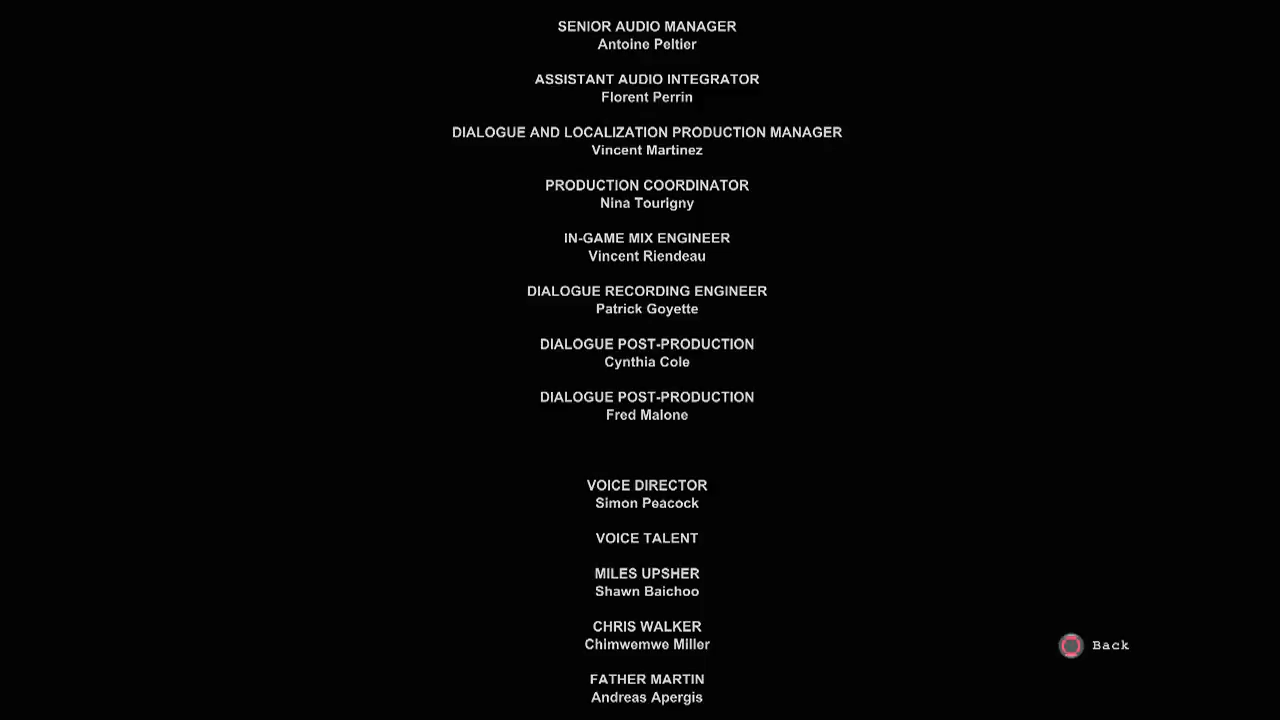 SENIOR AUDIO MANAGER
Antoine Peltier
ASSISTANT AUDIO INTEGRATOR
Florent Perrin
DIALOGUE AND LOCALIZATION PRODUCTION MANAGER
Vincent Martinez
PRODUCTION COORDINATOR
Nina Tourigny
IN-GAME MIX ENGINEER
Vincent Riendeau
DIALOGUE RECORDING ENGINEER
Patrick Goyette
DIALOGUE POST-PRODUCTION
Cynthia Cole
DIALOGUE POST-PRODUCTION
Fred Malone
VOICE DIRECTOR
Simon Peacock
VOICE TALENT
MILES UPSHER
Shawn Baichoo
CHRIS WALKER
Chimwemwe Miller
Back
FATHER MARTIN
Andreas Apergis